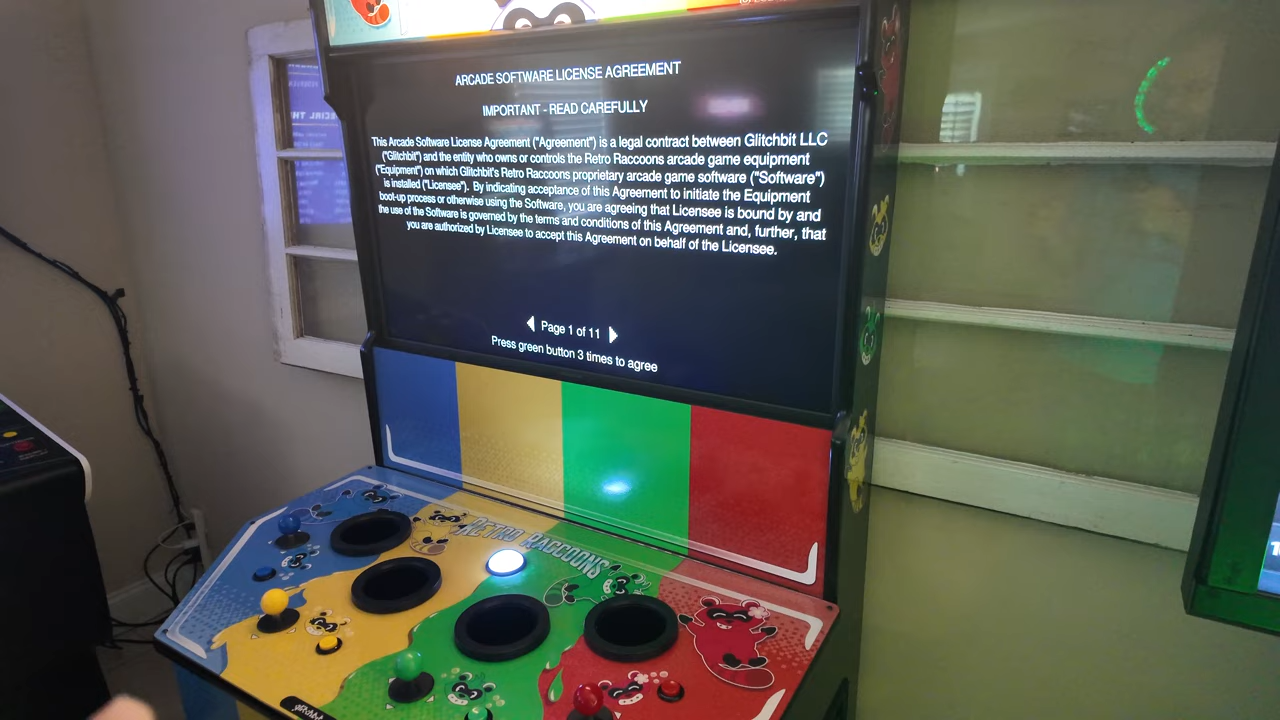 ARCADE SOFTWARE LICENSE AGREEMENT
IMPORTANT - READ CAREFULLY
This Arcade Software License Agreement ("Agreement") is a legal contract between Glitchbit LLC
("Glitchbit") and the entity who owns or controls the Retro Raccoons arcade game equipment
("Equipment") on which Glitchbit's Retro Raccoons proprietary arcade game software ("Software")
is installed ("Licensee"). By indicating acceptance of this Agreement to initiate the Equipment
boot-up process or otherwise using the Software, you are agreeing that Licensee is bound by and
the use of the Software is governed by the terms and conditions of this Agreement and, further, that
you are authorized by Licensee to accept this Agreement on behalf of the Licensee.
Page 1 of 11
Press green button 3 times to agree
RETRO RACCOONS
glitchbit